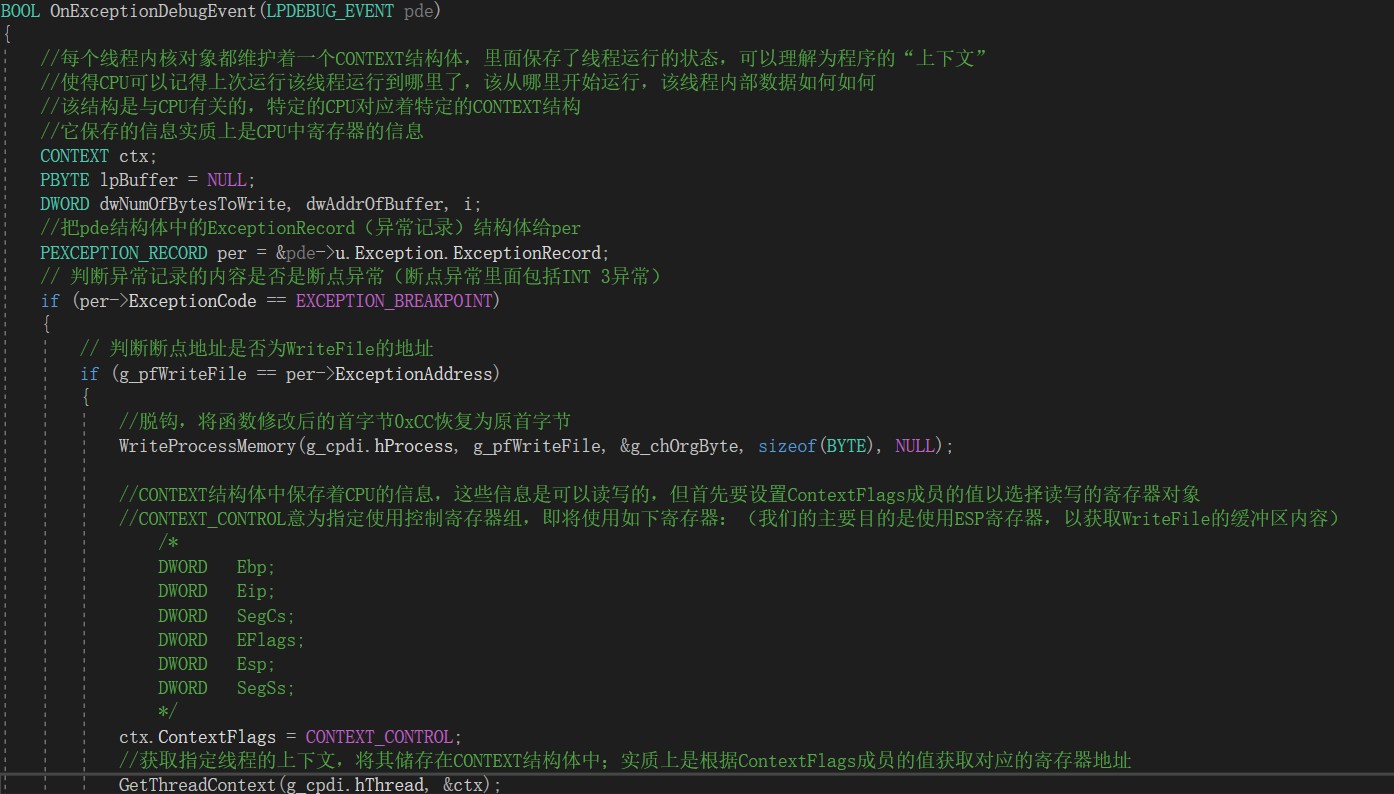 BOOL OnExceptionDebugEvent(LPDEBUG_EVENT pde)
{
//每个线程内核对象都维护着一个CONTEXT结构体，里面保存了线程运行的状态，可以理解为程序的“上下文”
//使得CPU可以记得上次运行该线程运行到哪里了，该从哪里开始运行，该线程内部数据如何如何
//该结构是与CPU有关的，特定的CPU对应着特定的CONTEXT结构
//它保存的信息实质上是CPU中寄存器的信息
CONTEXT ctx;
PBYTE lpBuffer = NULL;
DWORD dwNumOfBytesToWrite, dwAddrOfBuffer, i;
//把pde结构体中的ExceptionRecord（异常记录）结构体给per
PEXCEPTION_RECORD per = &pde->u.Exception.ExceptionRecord;
// 判断异常记录的内容是否是断点异常（断点异常里面包括INT 3异常）
if (per->ExceptionCode == EXCEPTION_BREAKPOINT)
{
// 判断断点地址是否为WriteFile的地址
if (g_pfWriteFile == per->ExceptionAddress)
{
//脱钩，将函数修改后的首字节0xCC恢复为原首字节
WriteProcessMemory(g_cpdi.hProcess, g_pfWriteFile, &g_chOrgByte, sizeof(BYTE), NULL);
//CONTEXT结构体中保存着CPU的信息，这些信息是可以读写的，但首先要设置ContextFlags成员的值以选择读写的寄存器对象
//CONTEXT_CONTROL意为指定使用控制寄存器组，即将使用如下寄存器：（我们的主要目的是使用ESP寄存器，以获取WriteFile的缓冲区内容）
/*
DWORD Ebp;
DWORD Eip;
DWORD SegCs;
DWORD EFlags;
DWORD Esp;
DWORD SegSs;
*/
ctx.ContextFlags = CONTEXT_CONTROL;
//获取指定线程的上下文，将其储存在CONTEXT结构体中；实质上是根据ContextFlags成员的值获取对应的寄存器地址
GetThreadContext(g_cpdi.hThread, &ctx);